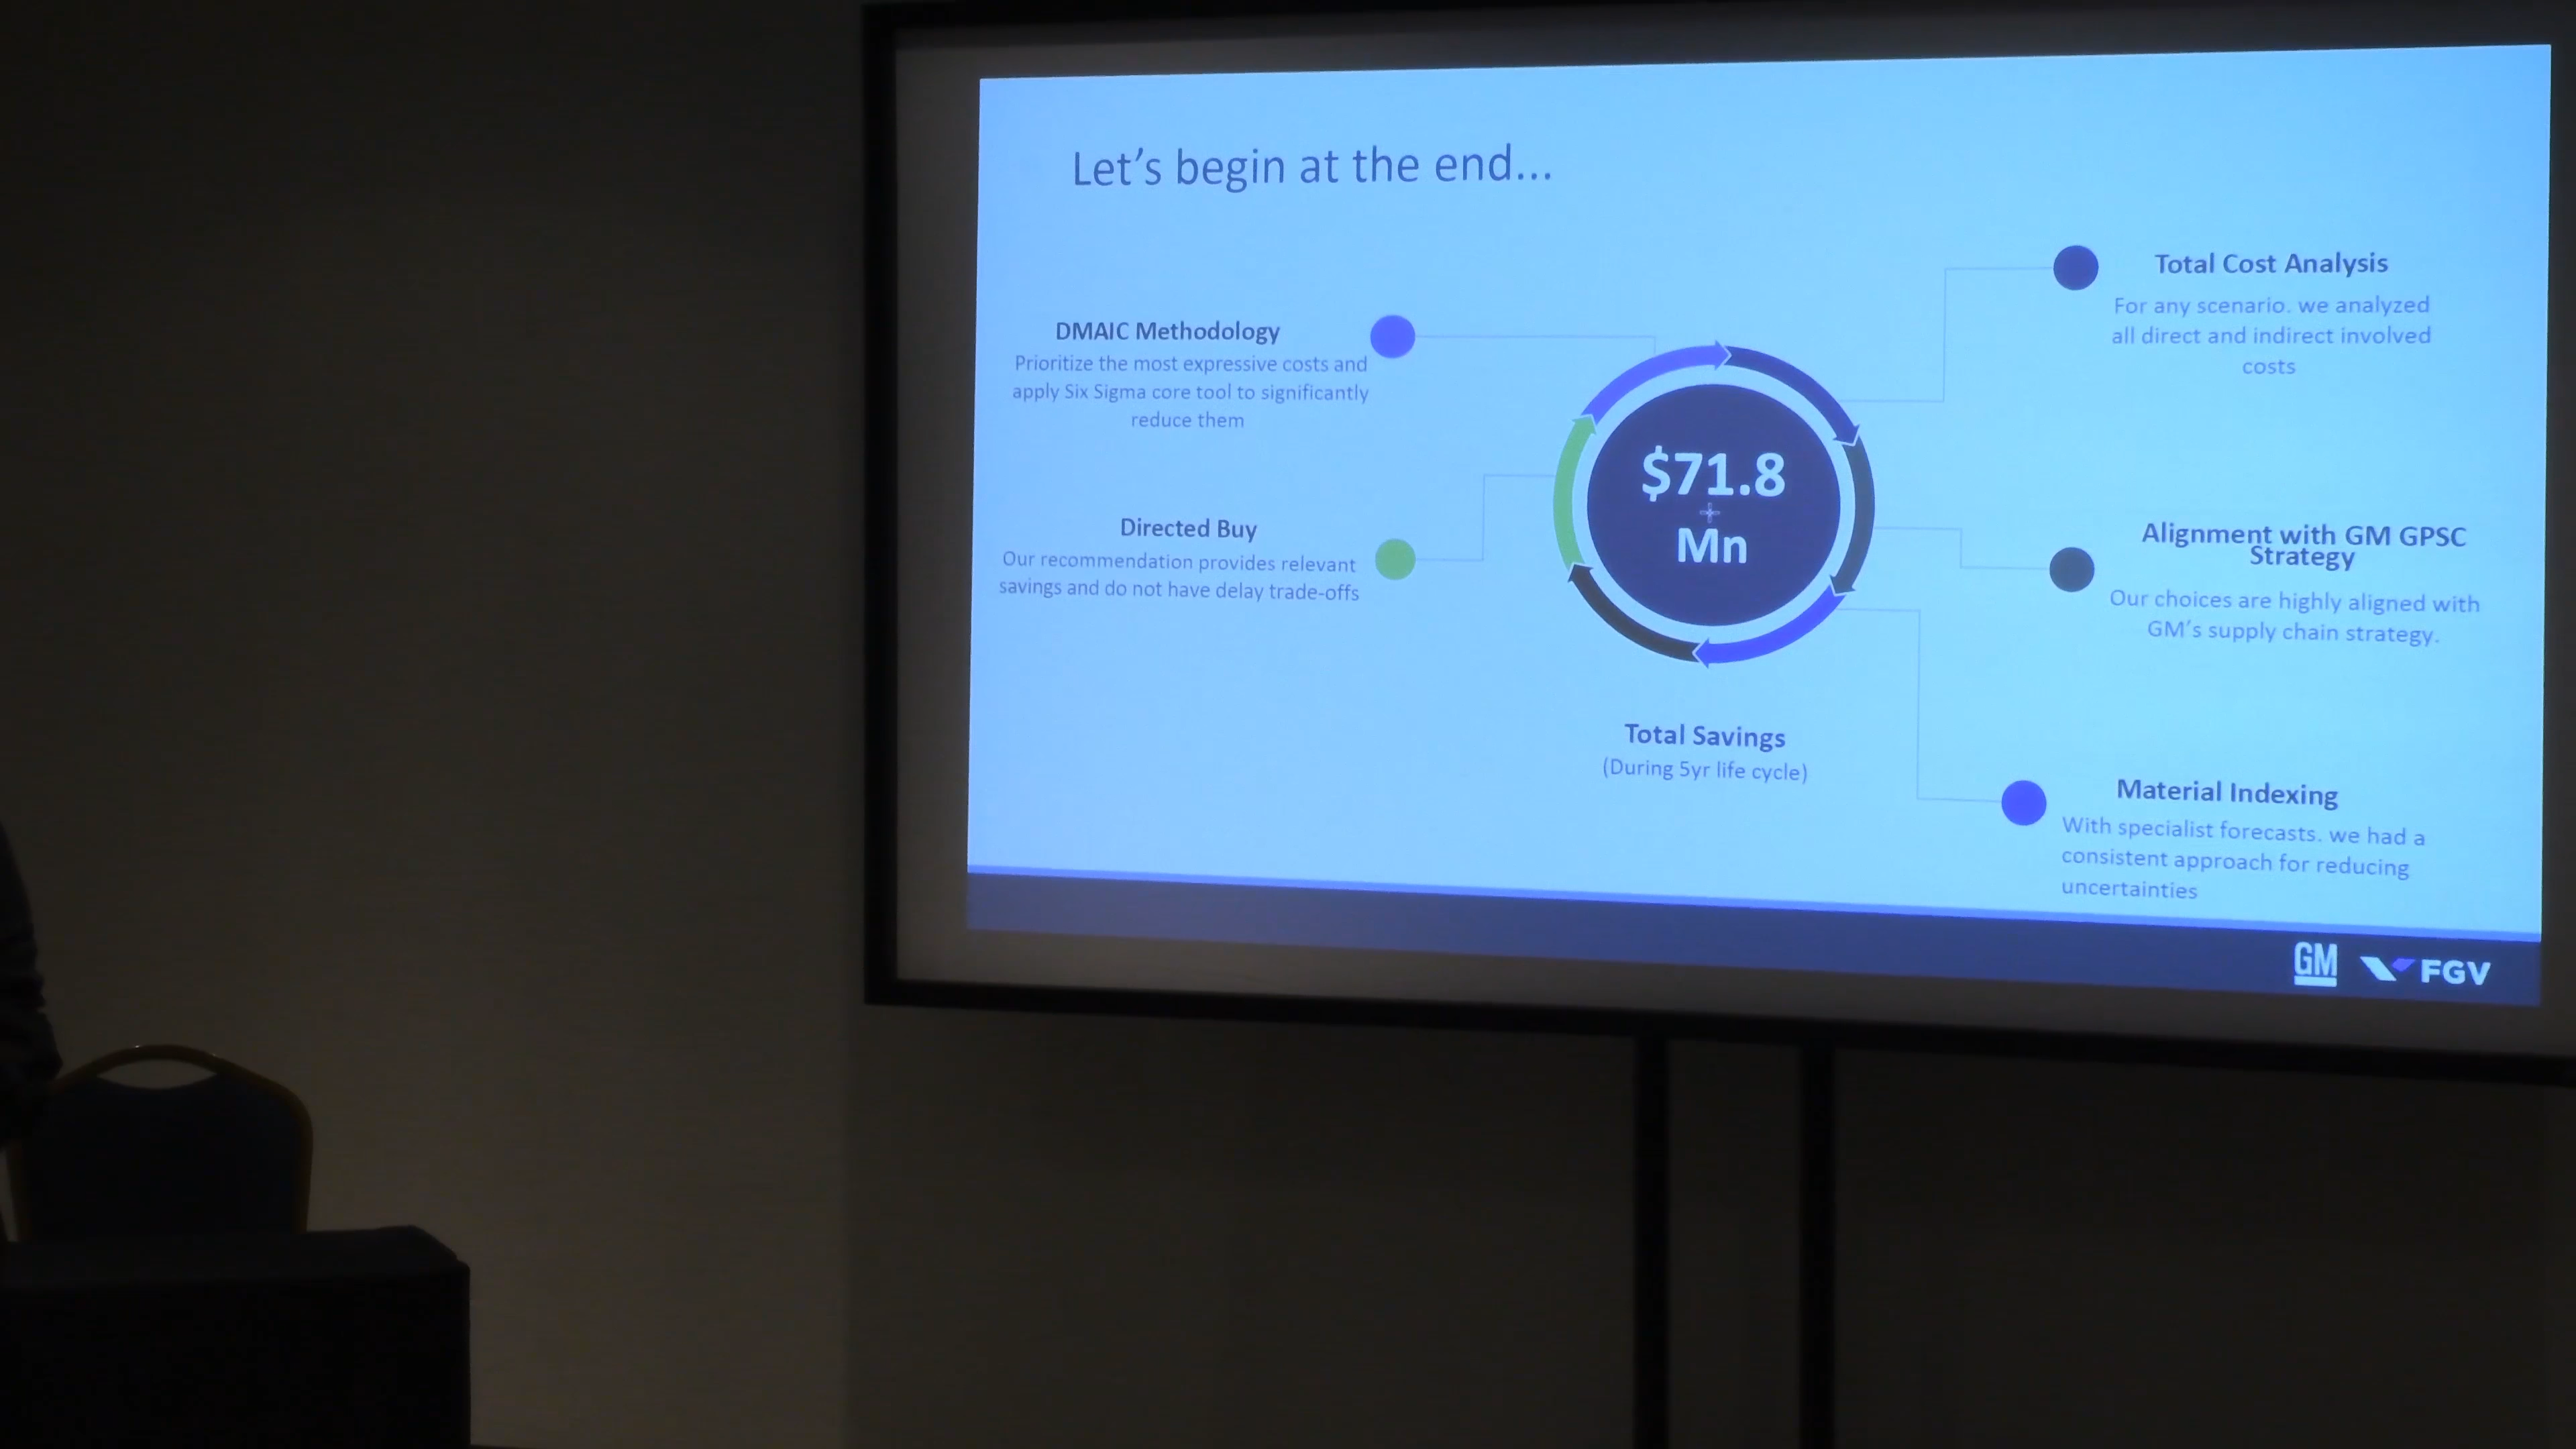 Let's begin at the end...
DMAIC Methodology
Prioritize the most expressive costs and
apply Six Sigma core tool to significantly
reduce them
Directed Buy
Our recommendation provides relevant
savings and do not have delay trade-offs
$71.8
Mn
Total Savings
(During 5yr life cycle)
Total Cost Analysis
For any scenario. we analyzed
all direct and indirect involved
costs
Alignment with GM GPSC
Strategy
Our choices are highly aligned with
GM's supply chain strategy.
Material Indexing
With specialist forecasts. we had a
consistent approach for reducing
uncertainties
GM FGV